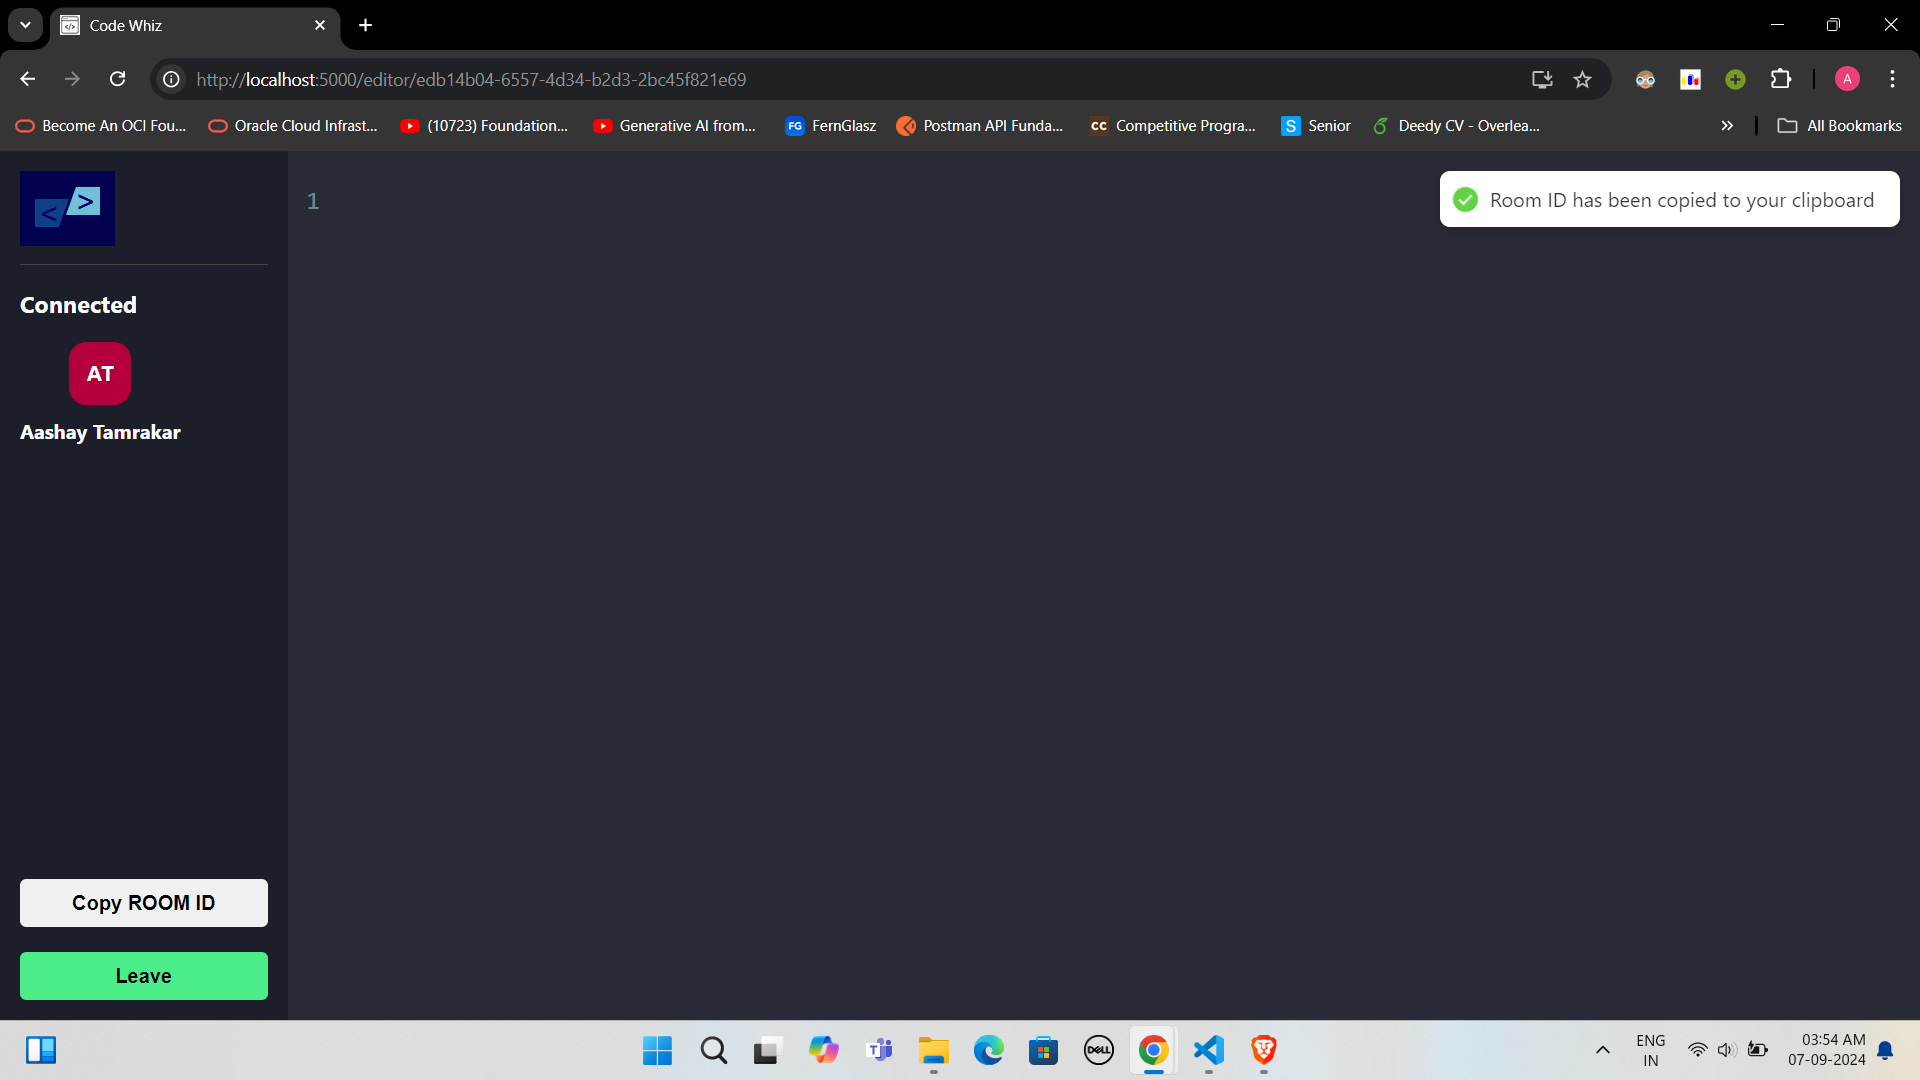 Code Whiz
http://localhost:5000/editor/edb14b04-6557-4d34-b2d3-2bc45f821e69
A
Become An OCI Fou...
Oracle Cloud Infrast...
(10723) Foundation...
Generative AI from...
FG FernGlasz
Postman API Funda...
CC Competitive Progra...
S Senior
Deedy CV - Overlea...
All Bookmarks
< >
1
Room ID has been copied to your clipboard
Connected
AT
Aashay Tamrakar
Copy ROOM ID
Leave
T
DELL
ENG
IN
03:54 AM
07-09-2024